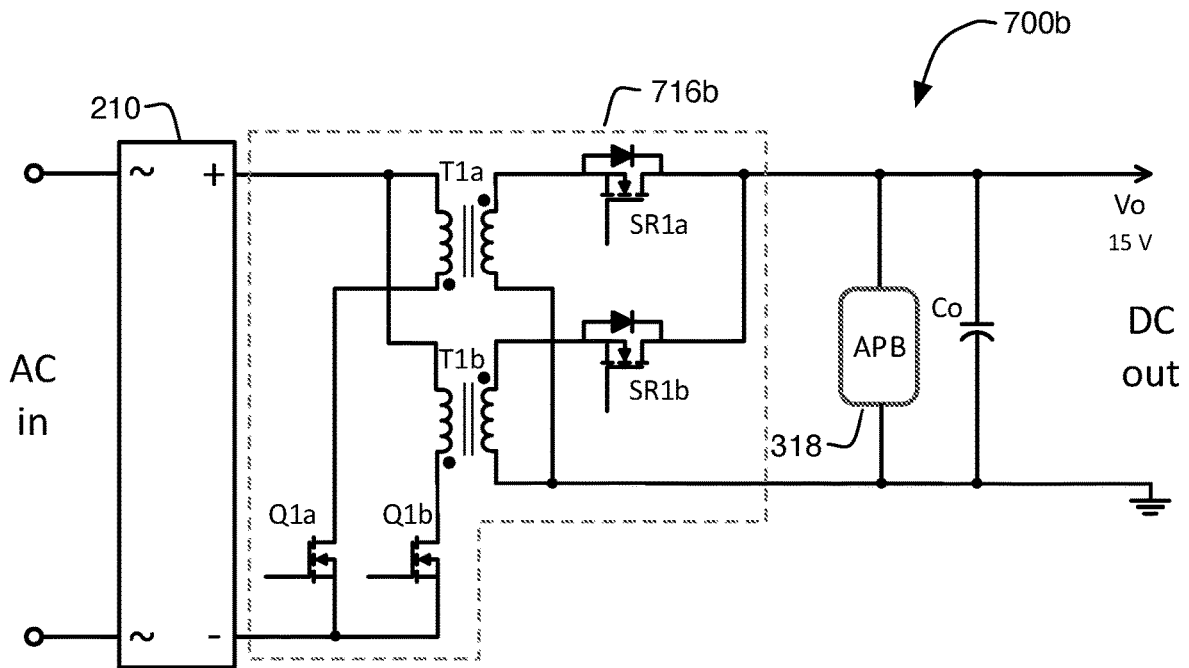 700b
716b
210
~
+
T1a
SR1a
Vo
15 V
Co
APB
DC
out
T1b
SR1b
AC
in
318
Q1a
Q1b
~
-